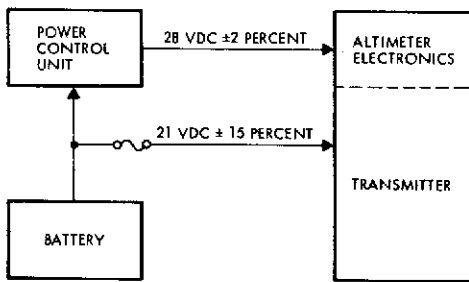 POWER
CONTROL
UNIT
28 VDC ±2 PERCENT
ALTIMETER
ELECTRONICS
21 VDC ± 15 PERCENT
TRANSMITTER
BATTERY